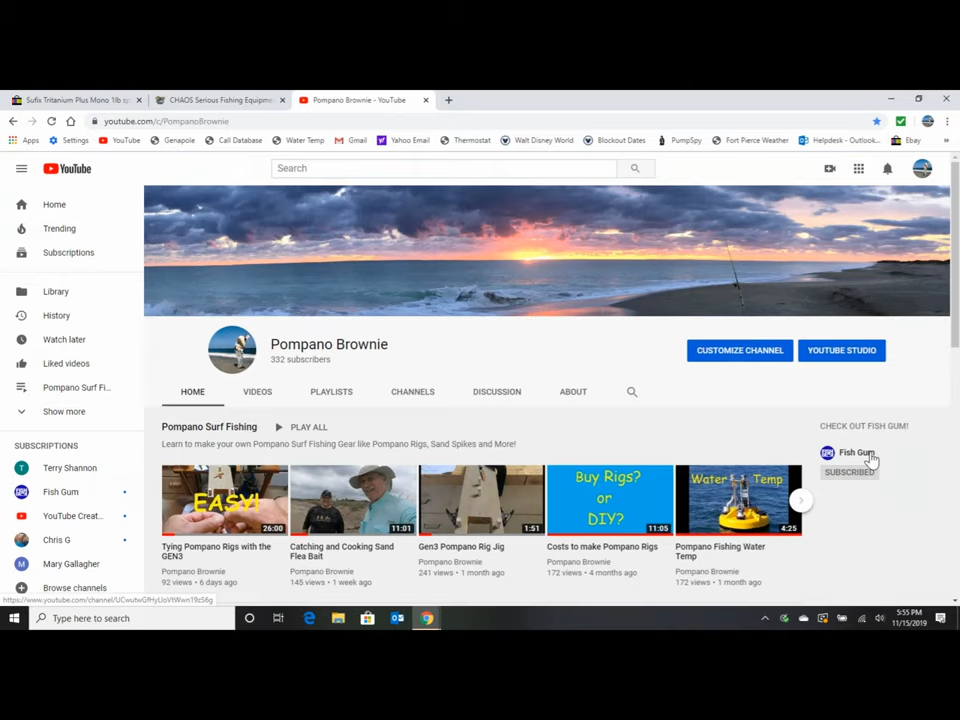 Sufix Tritanium Plus Mono 1lb sp
CHAOS Serious Fishing Equipme
Pompano Brownie - YouTube
youtube.com/c/PompanoBrownie
Apps Settings YouTube Genapole Call Database Water Temp Gmail Yahoo Email Thermostat Walt Disney World Blockout Dates PumpSpy Fort Pierce Weather Helpdesk - Outlook... Ebay »
YouTube
Search
Home
Trending
Subscriptions
Library
History
Watch later
Liked videos
Pompano Surf Fi...
Show more
SUBSCRIPTIONS
Terry Shannon
Fish Gum
YouTube Creat...
Chris G
Mary Gallagher
Browse channels
Pompano Brownie
332 subscribers
CUSTOMIZE CHANNEL
YOUTUBE STUDIO
HOME VIDEOS PLAYLISTS CHANNELS DISCUSSION ABOUT
Pompano Surf Fishing PLAY ALL
Learn to make your own Pompano Surf Fishing Gear like Pompano Rigs, Sand Spikes and More!
EASY!
26:00
Tying Pompano Rigs with the
GEN3
Pompano Brownie
92 views • 6 days ago
11:01
Catching and Cooking Sand
Flea Bait
Pompano Brownie
145 views • 1 week ago
1:51
Gen3 Pompano Rig Jig
Pompano Brownie
241 views • 1 month ago
Buy Rigs?
or
DIY?
11:05
Costs to make Pompano Rigs
Pompano Brownie
172 views • 4 months ago
Water Temp
4:25
Pompano Fishing Water
Temp
Pompano Brownie
172 views • 1 month ago
CHECK OUT FISH GUM!
Fish Gum
SUBSCRIBED
Type here to search
5:55 PM
11/15/2019